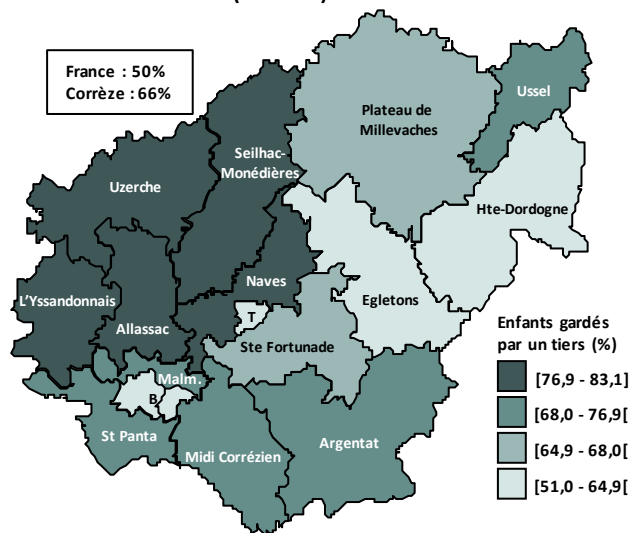 France : 50%
Corrèze : 66%
Ussel
Plateau de
Millevaches
Seilhac-
Monédières
Uzerche
Hte-Dordogne
Naves
L'Yssandonnais
Egletons
Allassac
T
Ste Fortunade
Malm.
B
St Panta
Midi Corrézien
Argentat
Enfants gardés
par un tiers (%)
[76,9 - 83,1]
[68,0 - 76,9[
[64,9 - 68,0[
[51,0 - 64,9[